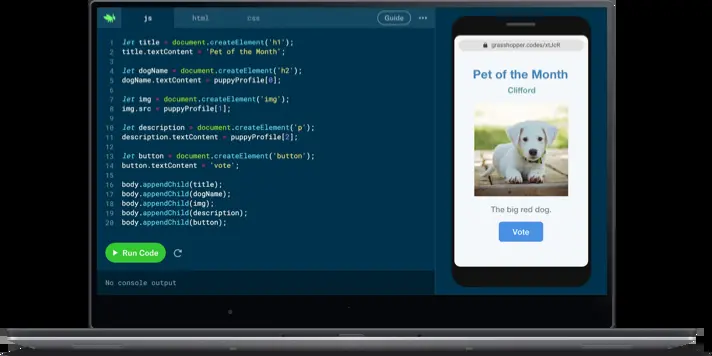 js html css Guide ...
1 let title = document.createElement('h1');
2 title.textContent = 'Pet of the Month';
3
4 let dogName = document.createElement('h2');
5 dogName.textContent = puppyProfile[0];
6
7 let img = document.createElement('img');
8 img.src = puppyProfile[1];
9
10 let description = document.createElement('p');
11 description.textContent = puppyProfile[2];
12
13 let button = document.createElement('button');
14 button.textContent = 'vote';
15
16 body.appendChild(title);
17 body.appendChild(dogName);
18 body.appendChild(img);
19 body.appendChild(description);
20 body.appendChild(button);
Run Code
No console output
Pet of the Month
Clifford
The big red dog.
Vote